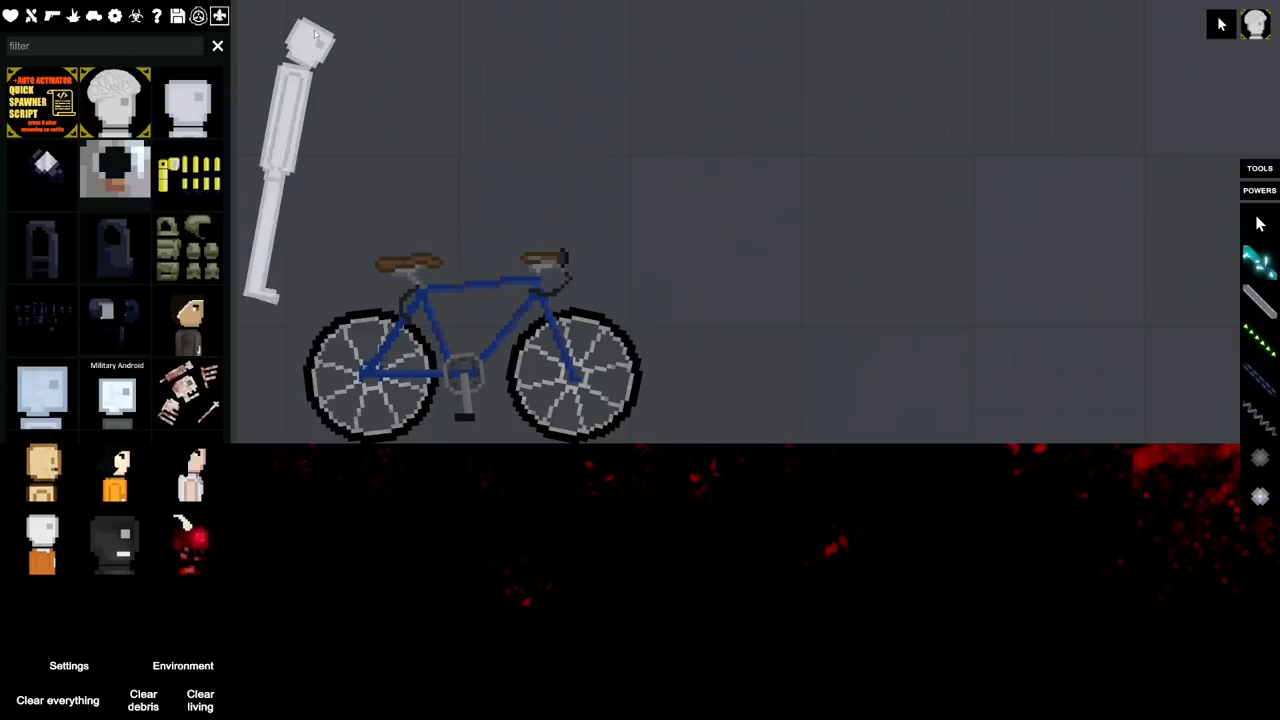 ?
filter
+AUTO ACTIVATOR
QUICK
SPAWNER
SCRIPT
Military Android
TOOLS
POWERS
Settings
Environment
Clear everything
Clear
debris
Clear
living